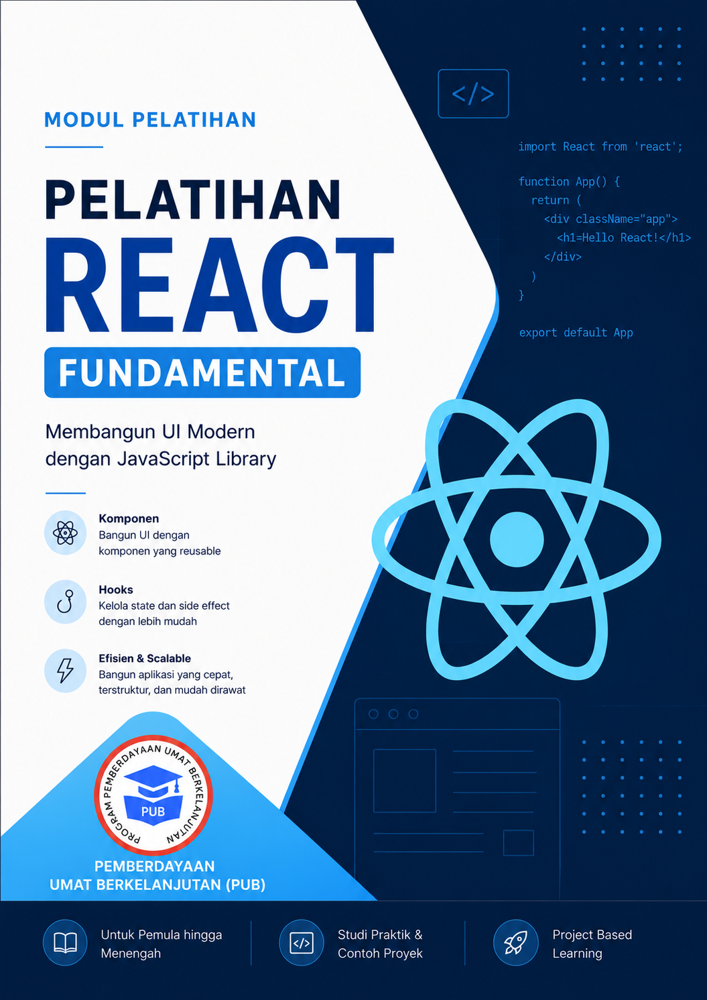 MODUL PELATIHAN
PELATIHAN
REACT
FUNDAMENTAL
Membangun UI Modern
dengan JavaScript Library
Komponen
Bangun UI dengan
komponen yang reusable
Hooks
Kelola state dan side effect
dengan lebih mudah
Efisien & Scalable
Bangun aplikasi yang cepat,
terstruktur, dan mudah dirawat
</>
import React from 'react';
function App() {
return (
<div className="app">
<h1=Hello React!</h1>
</div>
)
}
export default App
PROGRAM PEMBERDAYAAN UMAT BERKELANJUTAN
PUB
PEMBERDAYAAN
UMAT BERKELANJUTAN (PUB)
Untuk Pemula hingga
Menengah
</>
Studi Praktik &
Contoh Proyek
Project Based
Learning